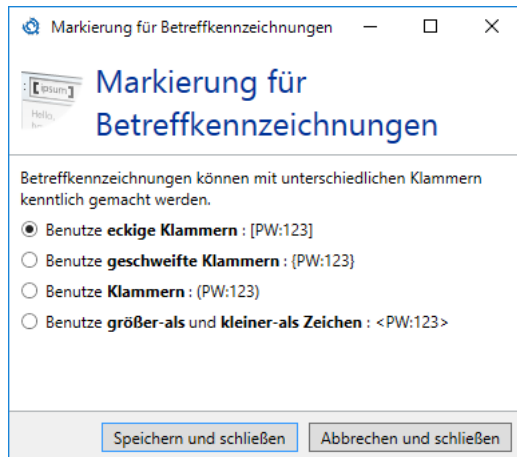 Markierung für Betreffkennzeichnungen
: [ipsum]
Hello,
Markierung für
Betreffkennzeichnungen
Betreffkennzeichnungen können mit unterschiedlichen Klammern
kenntlich gemacht werden.
Benutze eckige Klammern : [PW:123]
Benutze geschweifte Klammern : {PW:123}
Benutze Klammern : (PW:123)
Benutze größer-als und kleiner-als Zeichen : <PW:123>
Speichern und schließen
Abbrechen und schließen